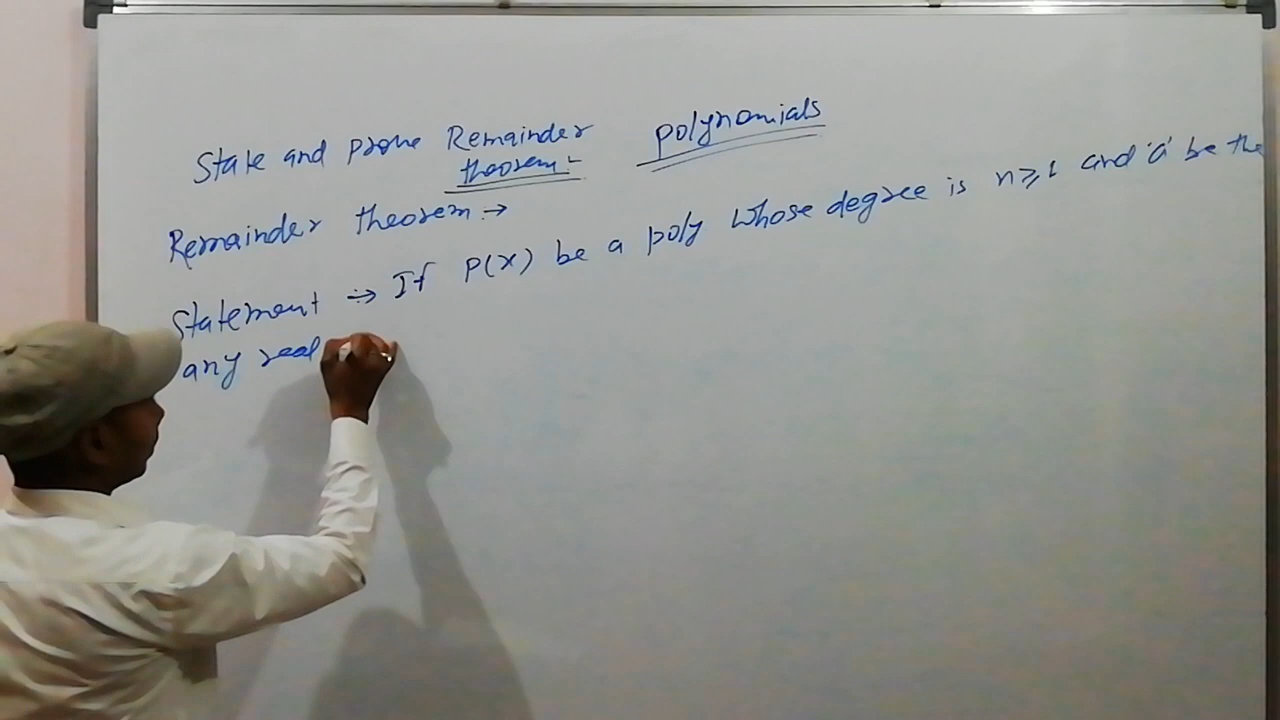 State and prove Remainder
theorem:-
polynomials
Remainder theorem :→
Statement :→ If P(x) be a poly whose degree is n≥1 and 'a' be the
any real